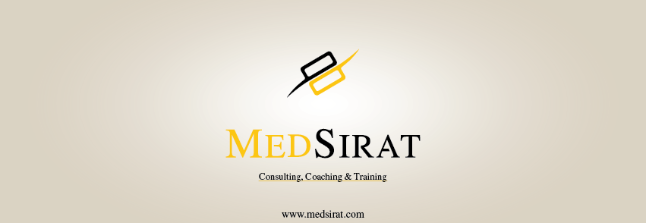 MEDSIRAT
Consulting, Coaching & Training
www.medsirat.com